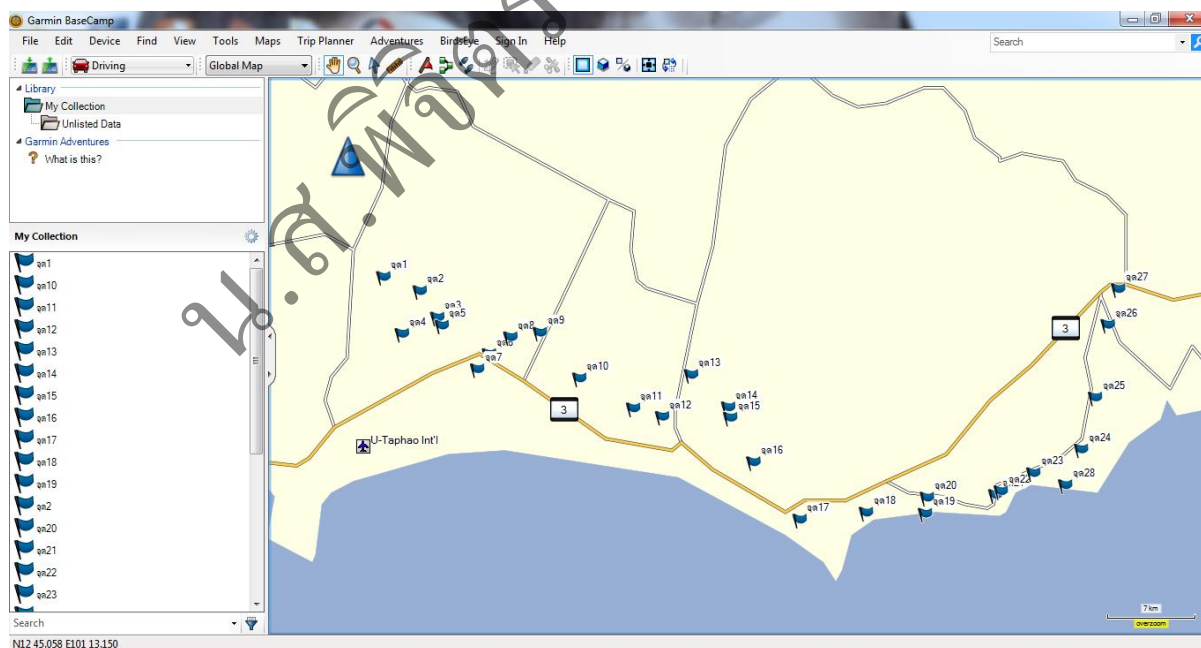 Garmin BaseCamp
File Edit Device Find View Tools Maps Trip Planner Adventures BirdsEye Sign In Help
Search
Driving
Global Map
Library
My Collection
Unlisted Data
Garmin Adventures
What is this?
My Collection
จุด1
จุด10
จุด11
จุด12
จุด13
จุด14
จุด15
จุด16
จุด17
จุด18
จุด19
จุด2
จุด20
จุด21
จุด22
จุด23
Search
N12 45.058 E101 13.150
จุด1
จุด2
จุด3
จุด5
จุด4
จุด8
จุด9
จุด7
จุด10
จุด13
จุด11
จุด12
จุด14
จุด15
จุด16
จุด17
จุด18
จุด20
จุด19
จุด22
จุด23
จุด28
จุด24
จุด25
จุด26
จุด27
3
3
U-Taphao Int'l
7 km
overzoom